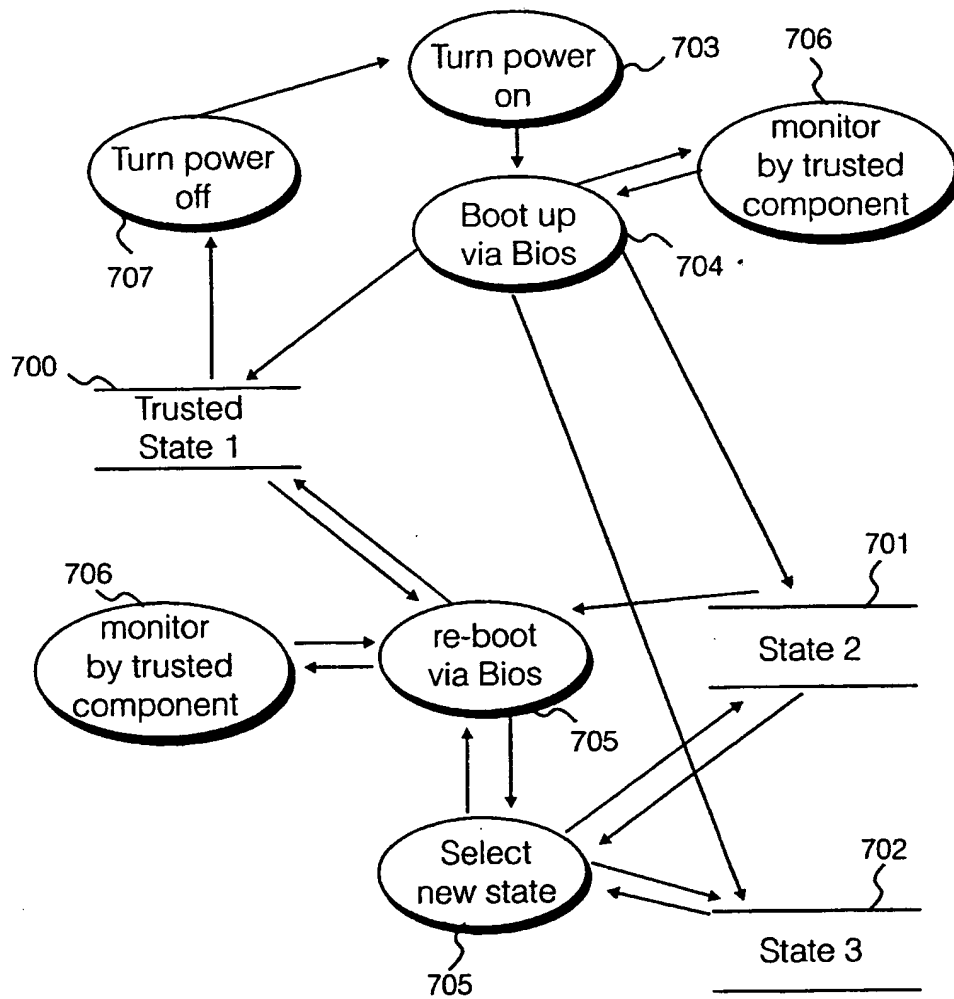 Turn power
on
703
706
monitor
by trusted
component
Turn power
off
707
Boot up
via Bios
704
700
Trusted
State 1
706
monitor
by trusted
component
re-boot
via Bios
705
701
State 2
Select
new state
705
702
State 3